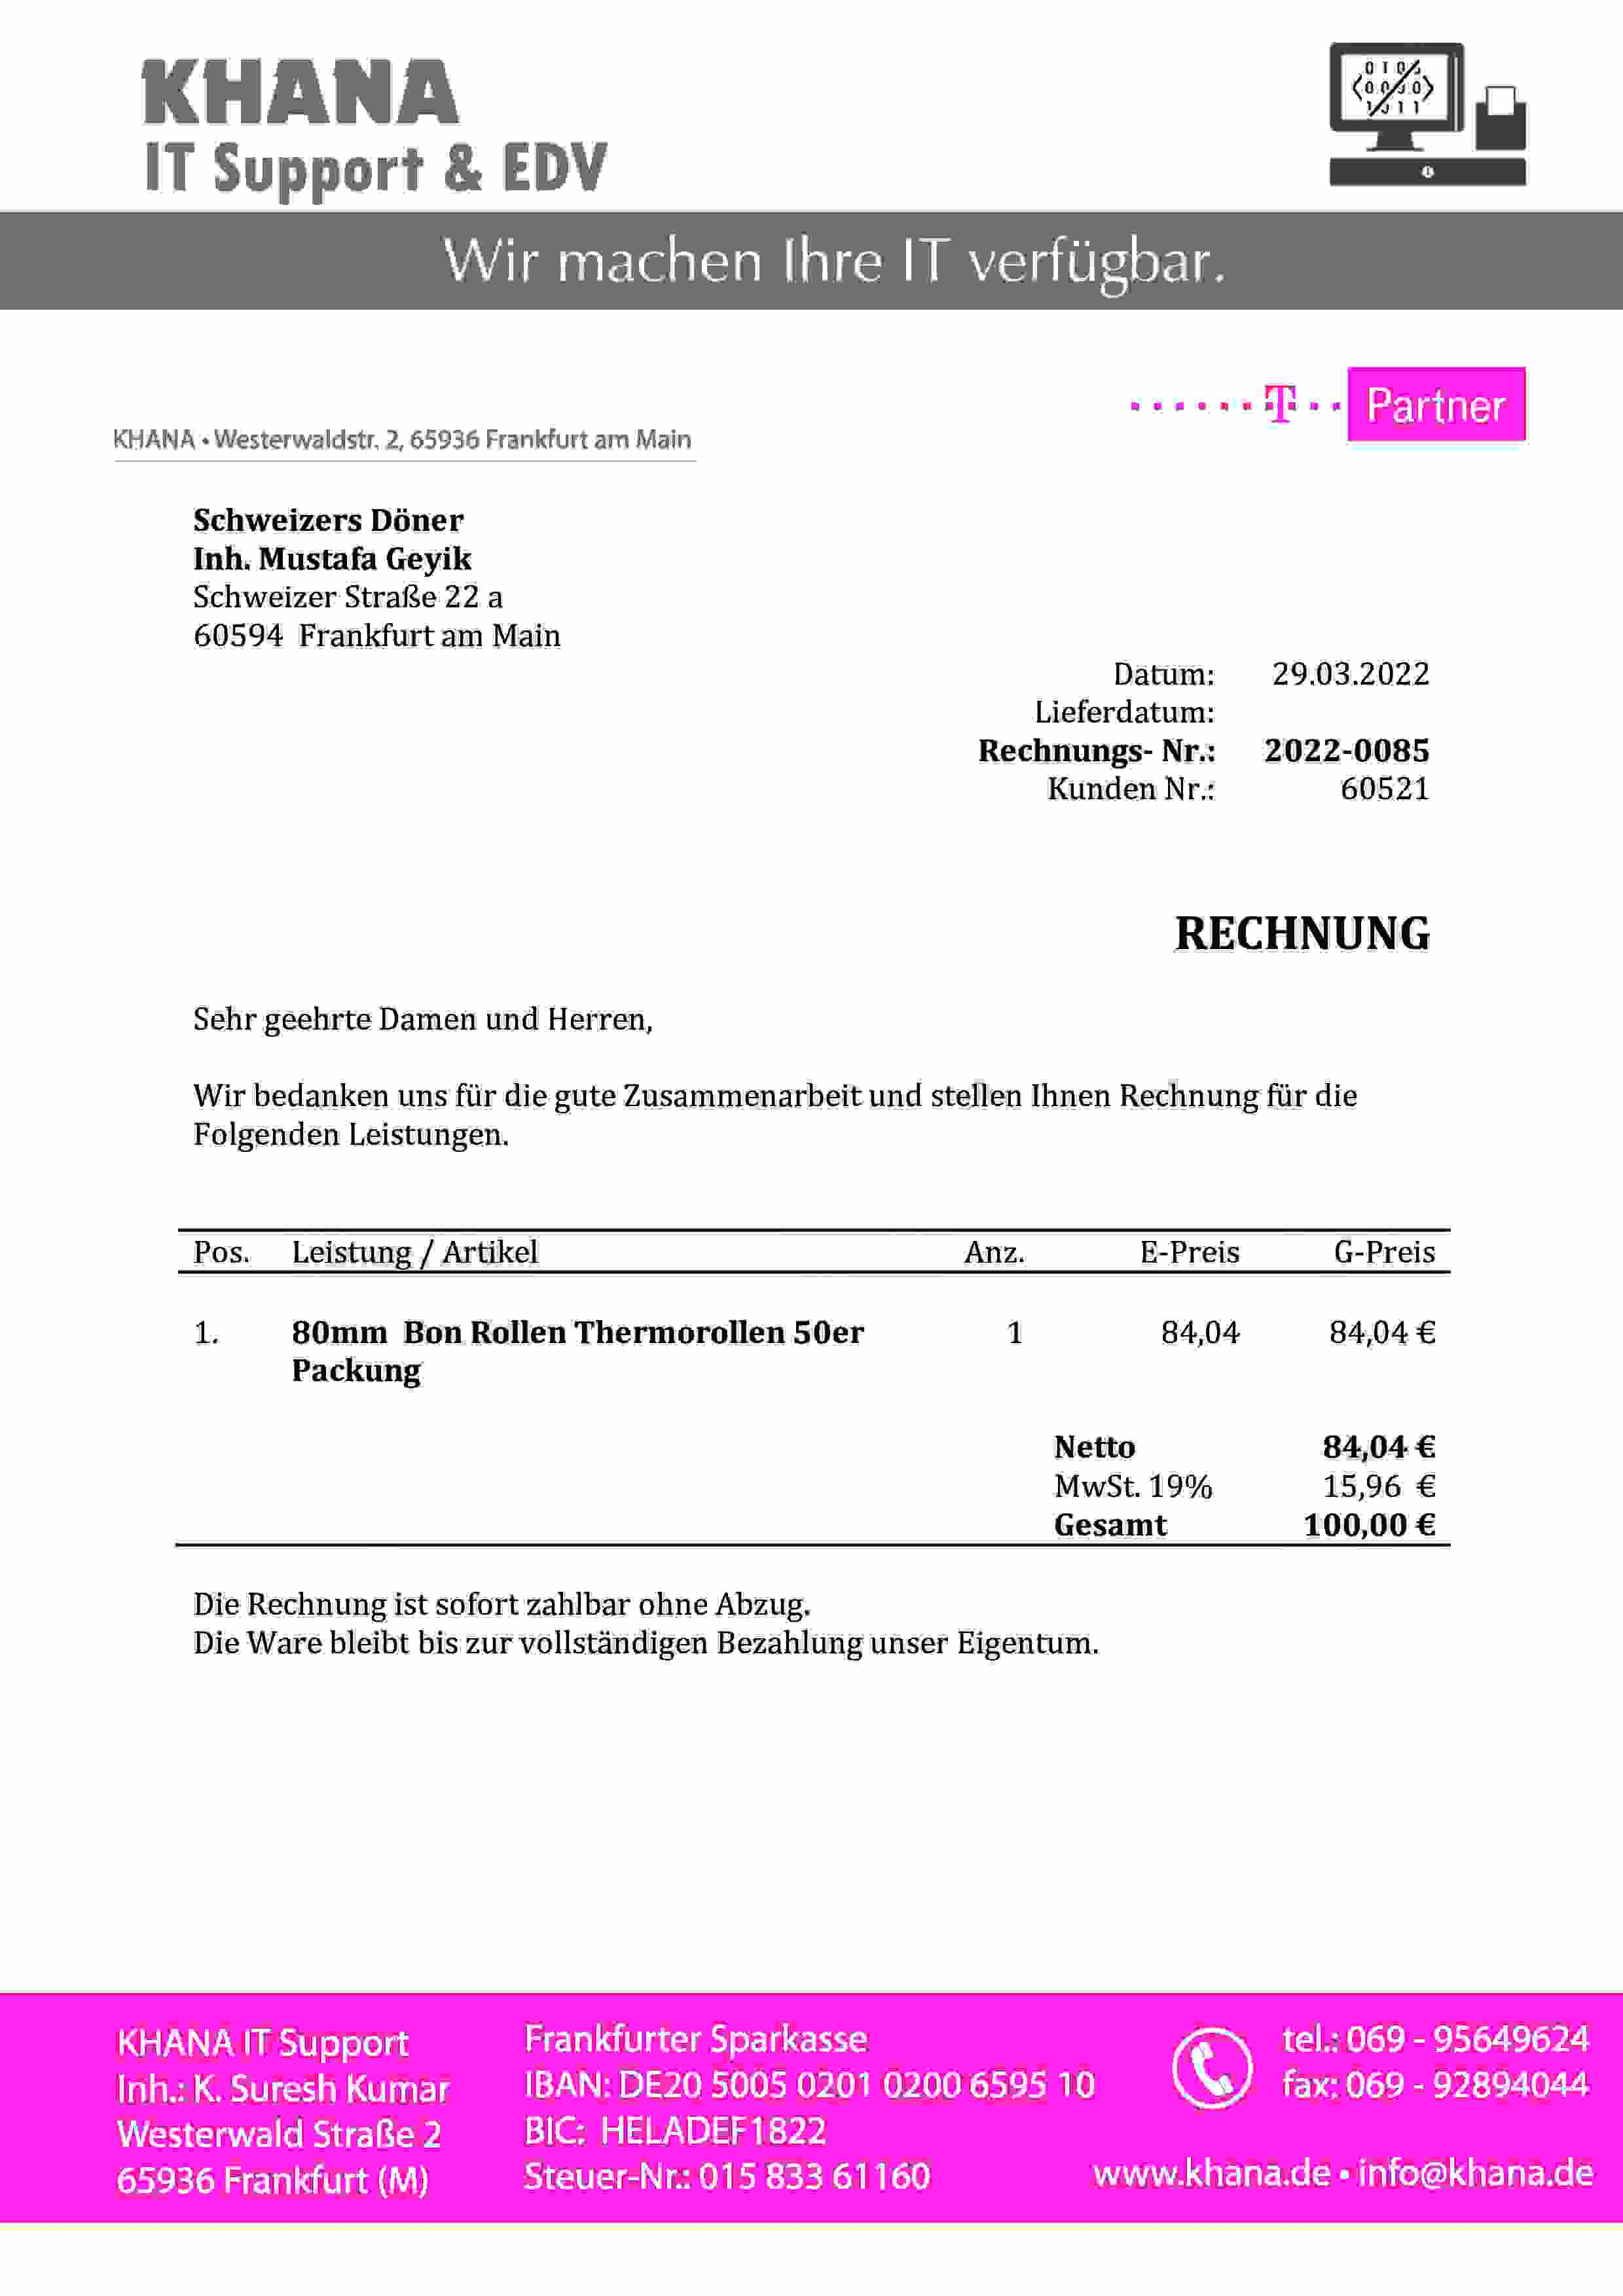 KHANA
IT Support & EDV
Wir machen Ihre IT verfügbar.
T Partner
KHANA • Westerwaldstr. 2, 65936 Frankfurt am Main
Schweizers Döner
Inh. Mustafa Geyik
Schweizer Straße 22 a
60594 Frankfurt am Main
Datum: 29.03.2022
Lieferdatum:
Rechnungs- Nr.: 2022-0085
Kunden Nr.: 60521
RECHNUNG
Sehr geehrte Damen und Herren,
Wir bedanken uns für die gute Zusammenarbeit und stellen Ihnen Rechnung für die
Folgenden Leistungen.
Pos. Leistung / Artikel Anz. E-Preis G-Preis
1. 80mm Bon Rollen Thermorollen 50er 1 84,04 84,04 €
Packung
Netto 84,04 €
MwSt. 19% 15,96 €
Gesamt 100,00 €
Die Rechnung ist sofort zahlbar ohne Abzug.
Die Ware bleibt bis zur vollständigen Bezahlung unser Eigentum.
KHANA IT Support
Inh.: K. Suresh Kumar
Westerwald Straße 2
65936 Frankfurt (M)
Frankfurter Sparkasse
IBAN: DE20 5005 0201 0200 6595 10
BIC: HELADEF1822
Steuer-Nr.: 015 833 61160
tel.: 069 - 95649624
fax: 069 - 92894044
www.khana.de • info@khana.de